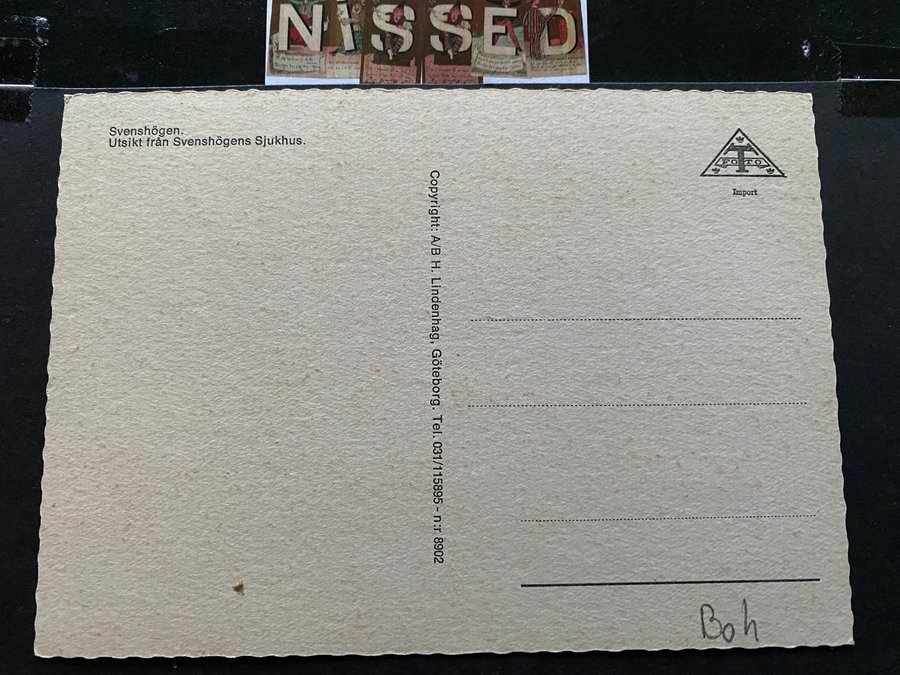 NISSED
Svenshögen.
Utsikt från Svenshögens Sjukhus.
T
FOTO
Import
Copyright: A/B H. Lindenhag, Göteborg. Tel. 031/115895 - n:r 8902
Boh